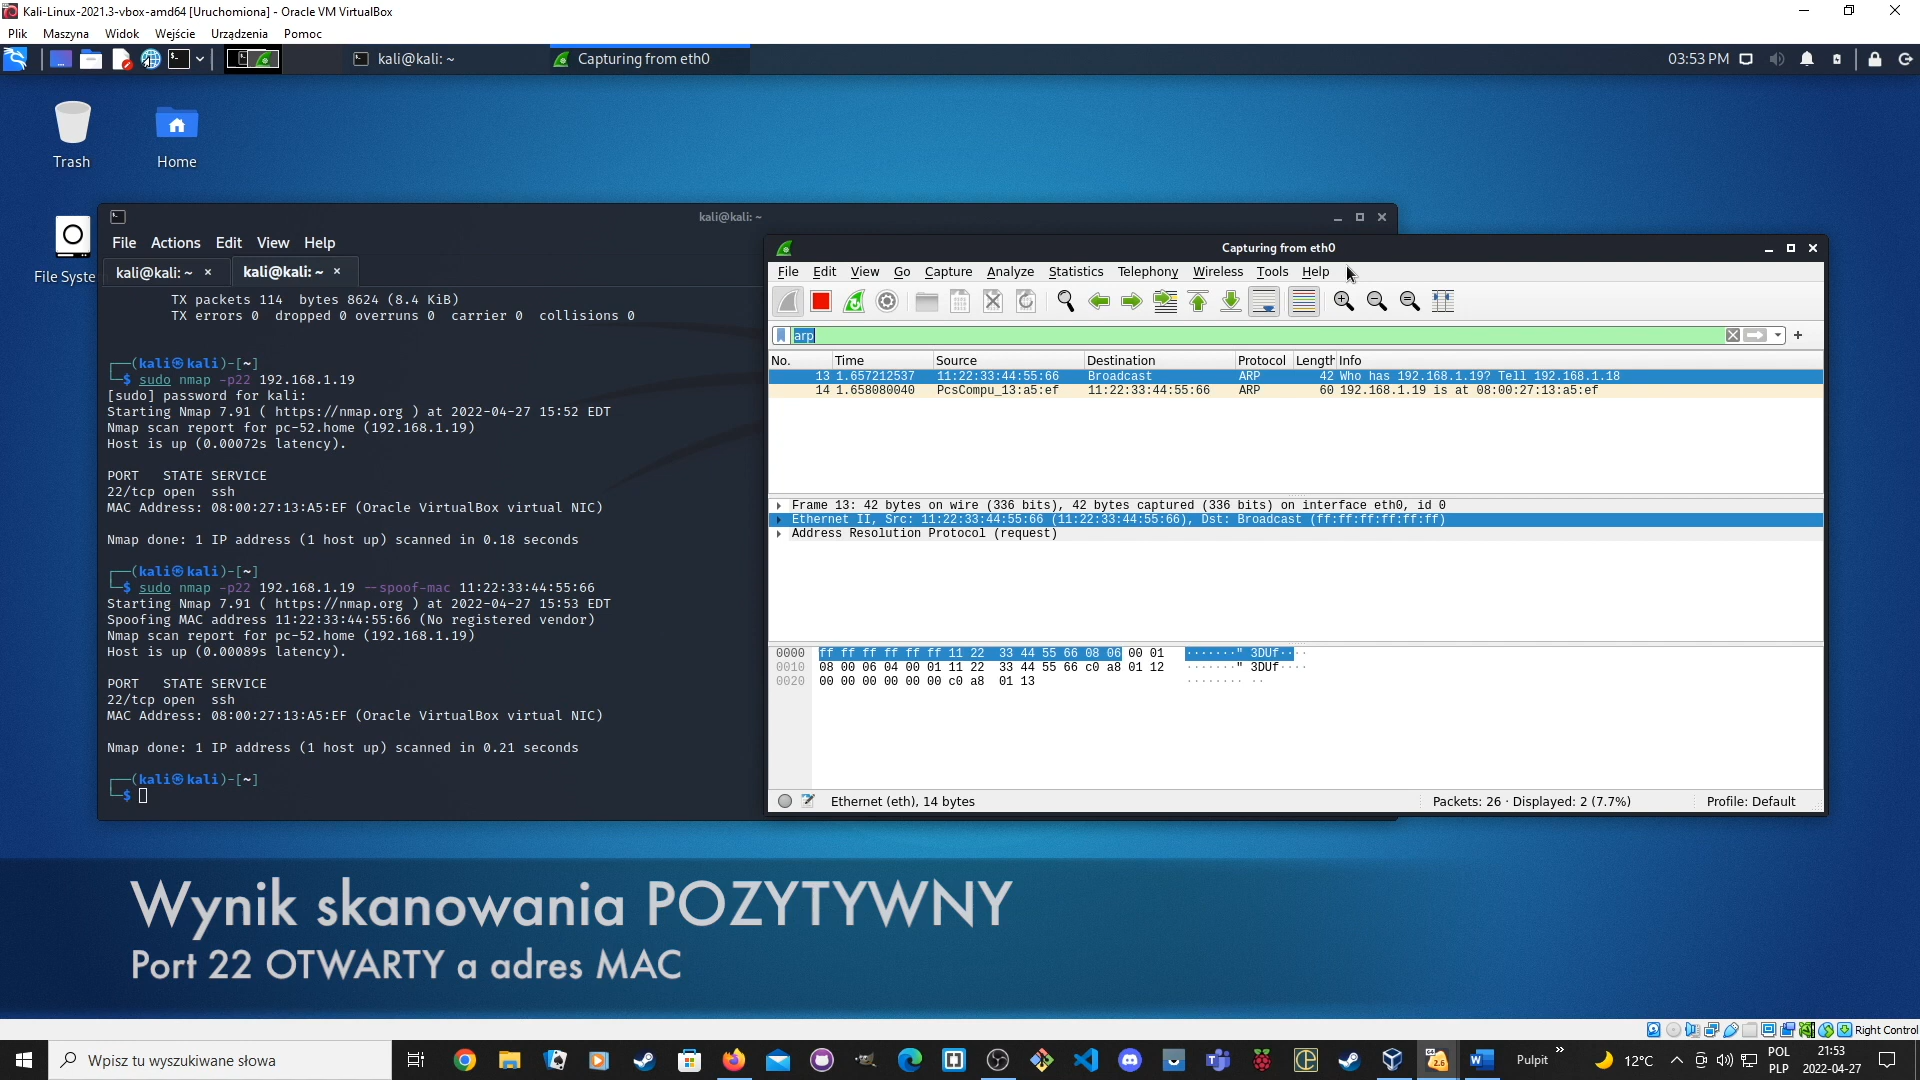 Kali-Linux-2021.3-vbox-amd64 [Uruchomiona] - Oracle VM VirtualBox
Plik Maszyna Widok Wejście Urządzenia Pomoc
kali@kali: ~
Capturing from eth0
03:53 PM
Trash
Home
File Syste
kali@kali: ~
File Actions Edit View Help
kali@kali: ~ ×
kali@kali: ~ ×
TX packets 114 bytes 8624 (8.4 KiB)
TX errors 0 dropped 0 overruns 0 carrier 0 collisions 0
┌──(kali㉿kali)-[~]
└─$ sudo nmap -p22 192.168.1.19
[sudo] password for kali:
Starting Nmap 7.91 ( https://nmap.org ) at 2022-04-27 15:52 EDT
Nmap scan report for pc-52.home (192.168.1.19)
Host is up (0.00072s latency).
PORT STATE SERVICE
22/tcp open ssh
MAC Address: 08:00:27:13:A5:EF (Oracle VirtualBox virtual NIC)
Nmap done: 1 IP address (1 host up) scanned in 0.18 seconds
┌──(kali㉿kali)-[~]
└─$ sudo nmap -p22 192.168.1.19 --spoof-mac 11:22:33:44:55:66
Starting Nmap 7.91 ( https://nmap.org ) at 2022-04-27 15:53 EDT
Spoofing MAC address 11:22:33:44:55:66 (No registered vendor)
Nmap scan report for pc-52.home (192.168.1.19)
Host is up (0.00089s latency).
PORT STATE SERVICE
22/tcp open ssh
MAC Address: 08:00:27:13:A5:EF (Oracle VirtualBox virtual NIC)
Nmap done: 1 IP address (1 host up) scanned in 0.21 seconds
┌──(kali㉿kali)-[~]
└─$
Capturing from eth0
File Edit View Go Capture Analyze Statistics Telephony Wireless Tools Help
arp
No. Time Source Destination Protocol Length Info
13 1.657212537 11:22:33:44:55:66 Broadcast ARP 42 Who has 192.168.1.19? Tell 192.168.1.18
14 1.658080040 PcsCompu_13:a5:ef 11:22:33:44:55:66 ARP 60 192.168.1.19 is at 08:00:27:13:a5:ef
Frame 13: 42 bytes on wire (336 bits), 42 bytes captured (336 bits) on interface eth0, id 0
Ethernet II, Src: 11:22:33:44:55:66 (11:22:33:44:55:66), Dst: Broadcast (ff:ff:ff:ff:ff:ff)
Address Resolution Protocol (request)
0000 ff ff ff ff ff ff 11 22 33 44 55 66 08 06 00 01 ·······" 3DUf····
0010 08 00 06 04 00 01 11 22 33 44 55 66 c0 a8 01 12 ·······" 3DUf····
0020 00 00 00 00 00 00 c0 a8 01 13 ········ ··
Ethernet (eth), 14 bytes
Packets: 26 · Displayed: 2 (7.7%)
Profile: Default
Wynik skanowania POZYTYWNY
Port 22 OTWARTY a adres MAC
Right Control
Wpisz tu wyszukiwane słowa
2.6
Pulpit
12°C
POL
PLP
21:53
2022-04-27